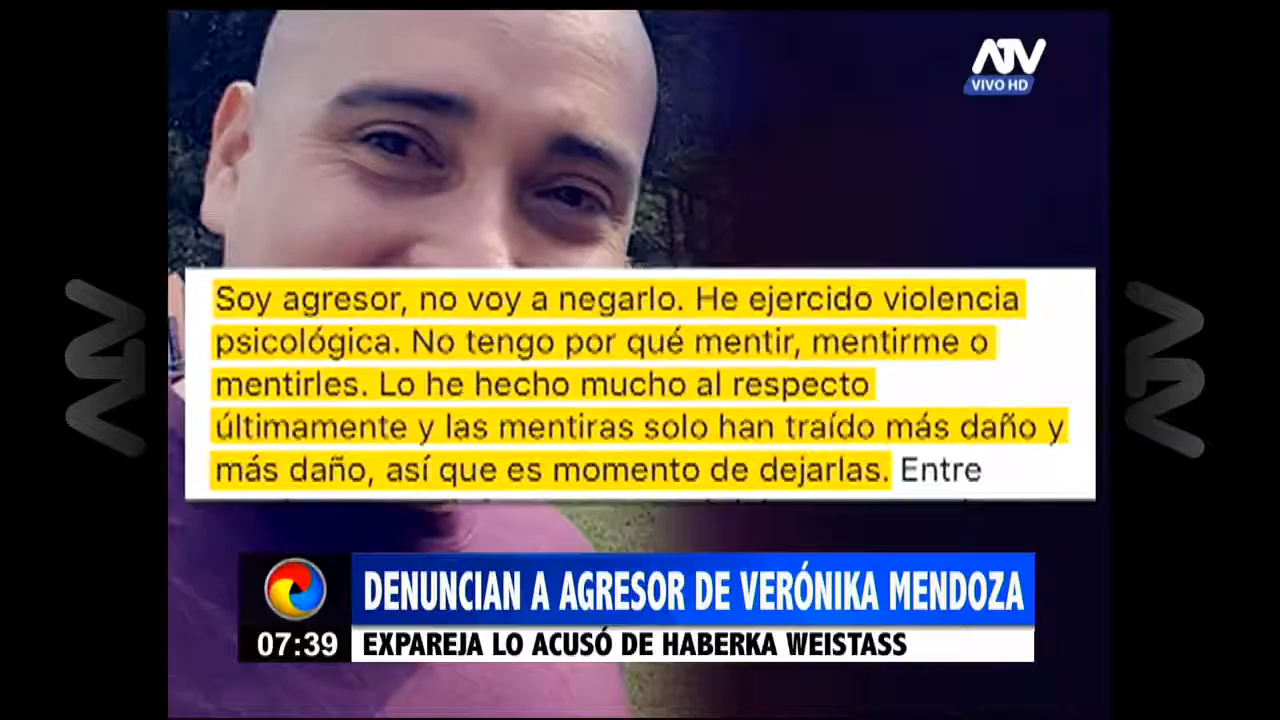 ATV
VIVO HD
Soy agresor, no voy a negarlo. He ejercido violencia
psicológica. No tengo por qué mentir, mentirme o
mentirles. Lo he hecho mucho al respecto
últimamente y las mentiras solo han traído más daño y
más daño, así que es momento de dejarlas. Entre
ATV
ATV
DENUNCIAN A AGRESOR DE VERÓNIKA MENDOZA
07:39
EXPAREJA LO ACUSÓ DE HABERKA WEISTASS